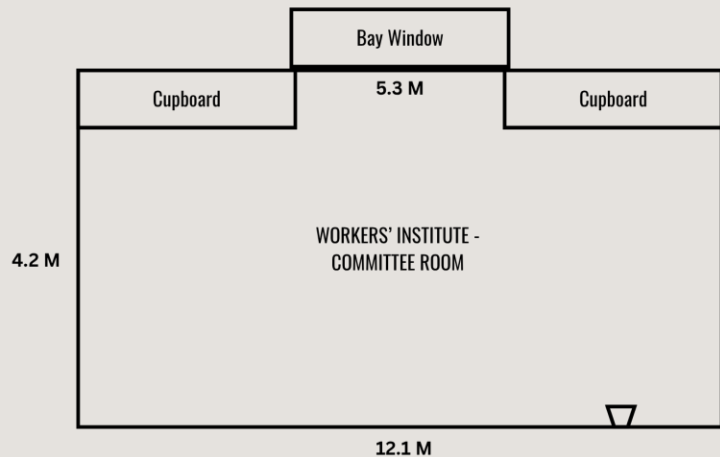 Bay Window
Cupboard
5.3 M
Cupboard
WORKERS' INSTITUTE -
COMMITTEE ROOM
4.2 M
12.1 M